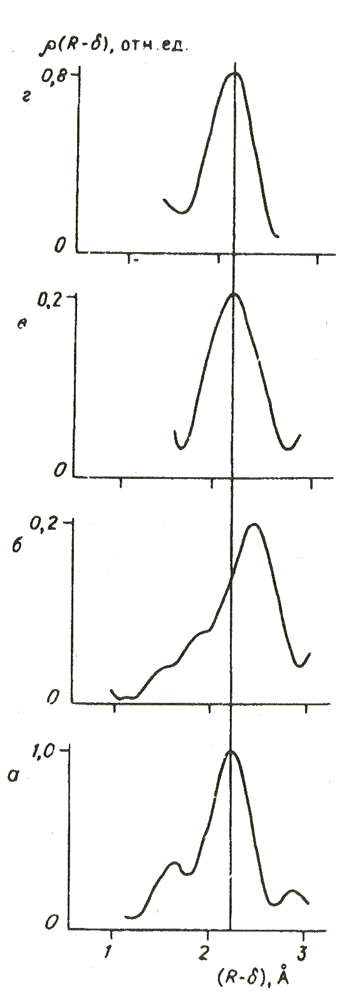 ρ(R-δ), отн.ед.
0,8
г
0
0,2
в
0
0,2
б
0
1,0
а
0
1 2 3
(R-δ), Å